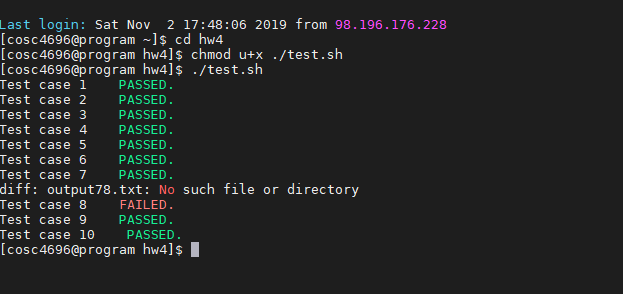 Last login: Sat Nov  2 17:48:06 2019 from 98.196.176.228
[cosc4696@program ~]$ cd hw4
[cosc4696@program hw4]$ chmod u+x ./test.sh
[cosc4696@program hw4]$ ./test.sh
Test case 1    PASSED.
Test case 2    PASSED.
Test case 3    PASSED.
Test case 4    PASSED.
Test case 5    PASSED.
Test case 6    PASSED.
Test case 7    PASSED.
diff: output78.txt: No such file or directory
Test case 8    FAILED.
Test case 9    PASSED.
Test case 10    PASSED.
[cosc4696@program hw4]$